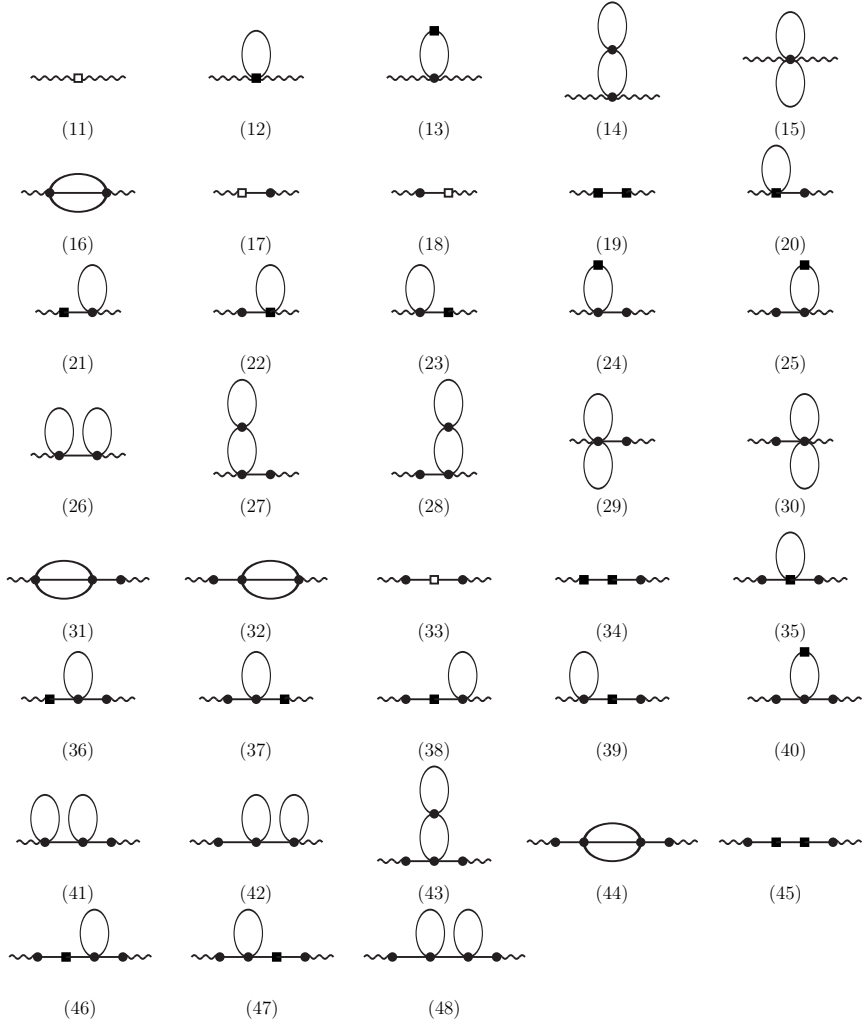 (11) (12) (13) (14) (15)
(16) (17) (18) (19) (20)
(21) (22) (23) (24) (25)
(26) (27) (28) (29) (30)
(31) (32) (33) (34) (35)
(36) (37) (38) (39) (40)
(41) (42) (43) (44) (45)
(46) (47) (48)